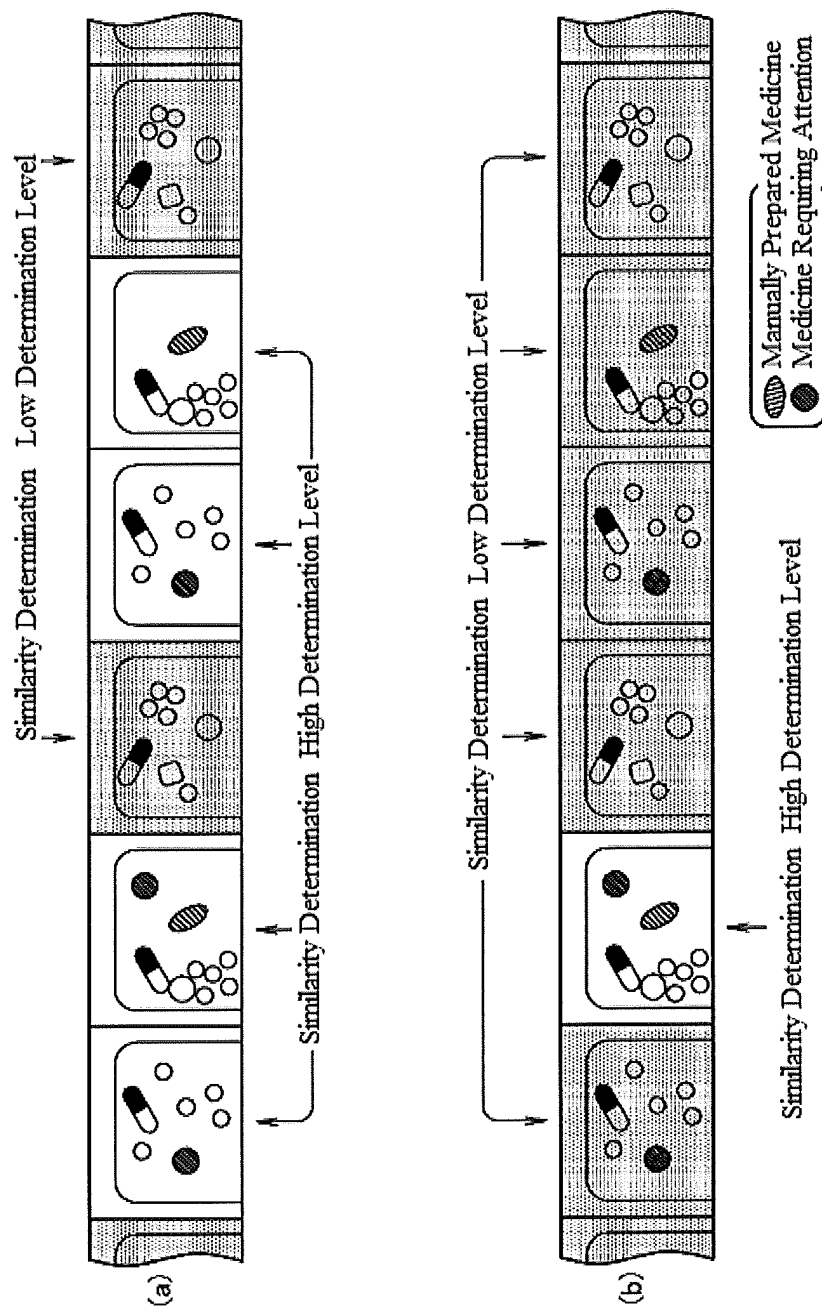 (a)
Similarity Determination Low Determination Level
Similarity Determination High Determination Level
(b)
Similarity Determination Low Determination Level
Similarity Determination High Determination Level
Manually Prepared Medicine
Medicine Requiring Attention